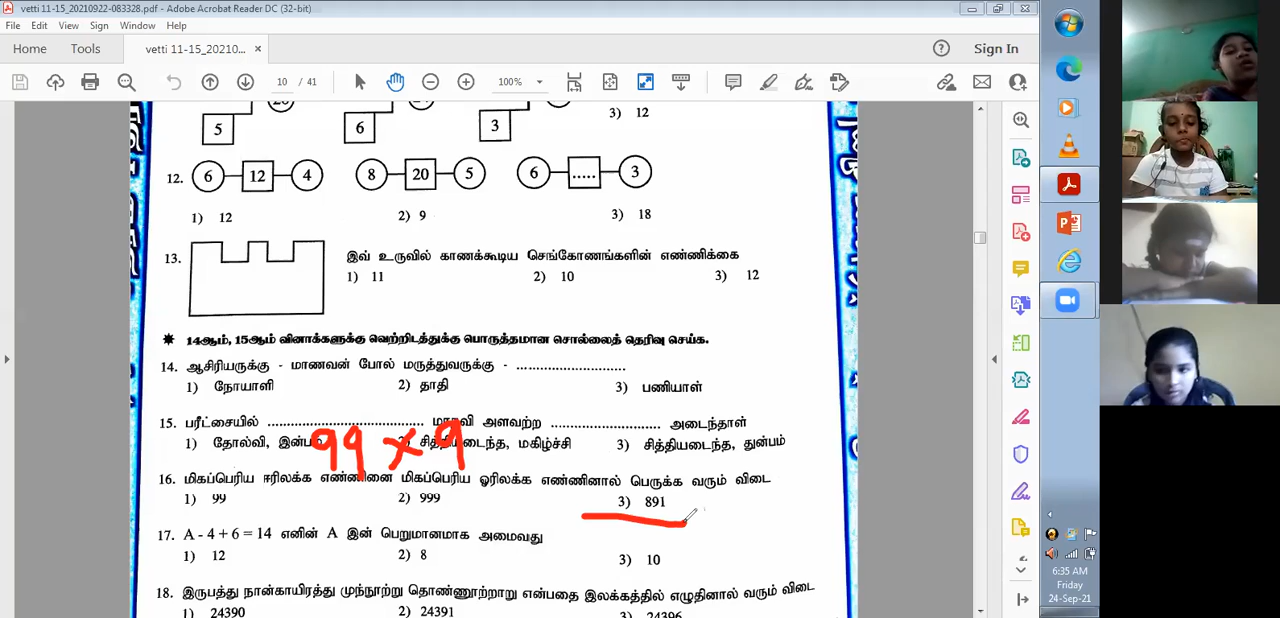 vetti 11-15_20210922-083328.pdf - Adobe Acrobat Reader DC (32-bit)
File Edit View Sign Window Help
Home Tools vetti 11-15_20210... × Sign In
10 / 41 100%
5 6 3 3) 12
12. 6 12 4 8 20 5 6 ..... 3
1) 12 2) 9 3) 18
13. இவ் உருவில் காணக்கூடிய செங்கோணங்களின் எண்ணிக்கை
1) 11 2) 10 3) 12
14ஆம், 15ஆம் வினாக்களுக்கு வெற்றிடத்துக்கு பொருத்தமான சொல்லைத் தெரிவு செய்க.
14. ஆசிரியருக்கு - மாணவன் போல் மருத்துவருக்கு - ............................
1) நோயாளி 2) தாதி 3) பணியாள்
15. பரீட்சையில் ........................................ மாணவி அளவற்ற ................................... அடைந்தாள்
1) தோல்வி, இன்பம் 2) சித்தியடைந்த, மகிழ்ச்சி 3) சித்தியடைந்த, துன்பம்
99 × 9
16. மிகப்பெரிய ஈரிலக்க எண்ணினை மிகப்பெரிய ஓரிலக்க எண்ணினால் பெருக்க வரும் விடை
1) 99 2) 999 3) 891
17. A - 4 + 6 = 14 எனின் A இன் பெறுமானமாக அமைவது
1) 12 2) 8 3) 10
18. இருபத்து நான்காயிரத்து முந்நூற்று தொண்ணூற்றாறு என்பதை இலக்கத்தில் எழுதினால் வரும் விடை
1) 24390 2) 24391 3) 24396
6:35 AM
Friday
24-Sep-21